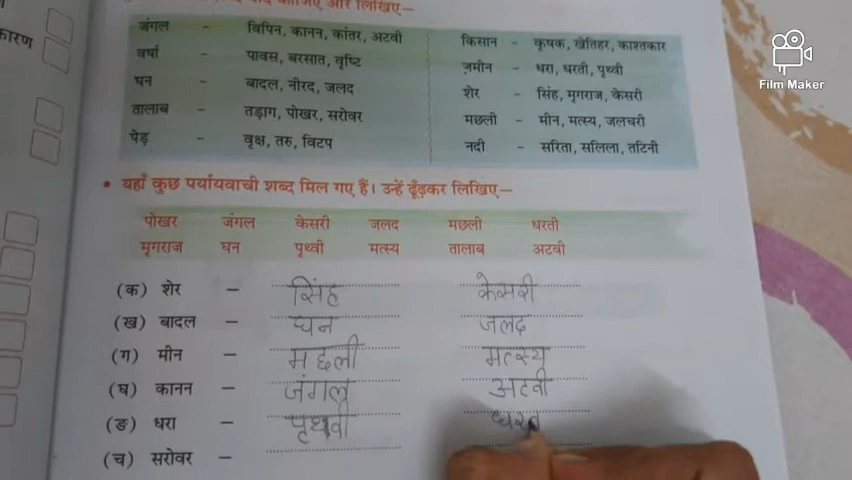 कीजिए और लिखिए–
कारण
जंगल – विपिन, कानन, कांतर, अटवी
वर्षा – पावस, बरसात, वृष्टि
घन – बादल, नीरद, जलद
तालाब – तड़ाग, पोखर, सरोवर
पेड़ – वृक्ष, तरु, विटप
किसान – कृषक, खेतिहर, काश्तकार
ज़मीन – धरा, धरती, पृथ्वी
शेर – सिंह, मृगराज, केसरी
मछली – मीन, मत्स्य, जलचरी
नदी – सरिता, सलिला, तटिनी
Film Maker
• यहाँ कुछ पर्यायवाची शब्द मिल गए हैं। उन्हें ढूँढ़कर लिखिए–
पोखर जंगल केसरी जलद मछली धरती
मृगराज घन पृथ्वी मत्स्य तालाब अटवी
(क) शेर – सिंह केसरी
(ख) बादल – घन जलद
(ग) मीन – मछली मत्स्य
(घ) कानन – जंगल अटवी
(ङ) धरा – पृथ्वी
(च) सरोवर –